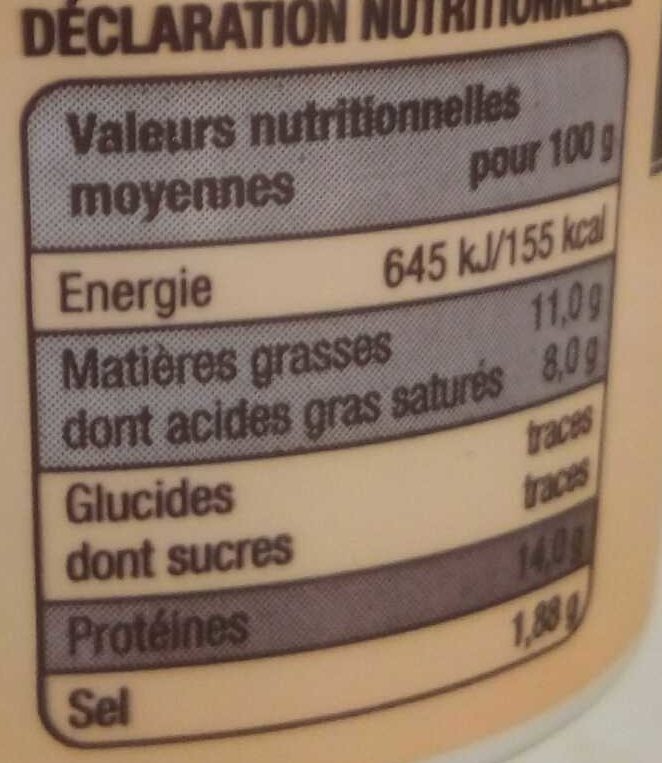 DÉCLARATION NUTRITIONNELLE
Valeurs nutritionnelles
moyennes pour 100 g
Energie 645 kJ/155 kcal
Matières grasses 11,0 g
dont acides gras saturés 8,0 g
Glucides traces
dont sucres traces
Protéines 14,0 g
Sel 1,88 g